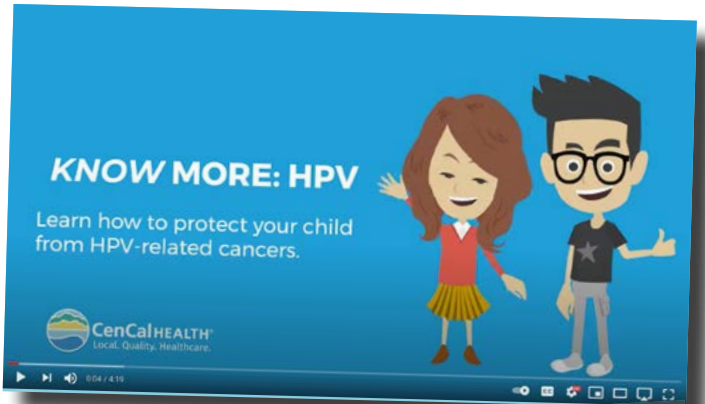 KNOW MORE: HPV
Learn how to protect your child
from HPV-related cancers.
CenCalHEALTH®
Local. Quality. Healthcare.
0:04 / 4:19
CC